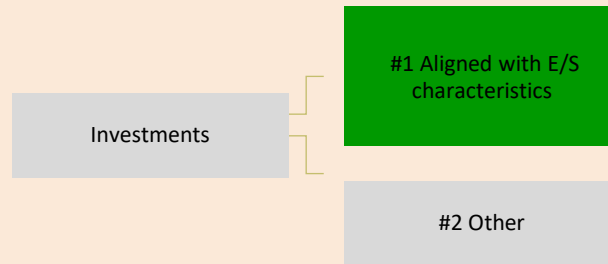 #1 Aligned with E/S
characteristics
Investments
#2 Other